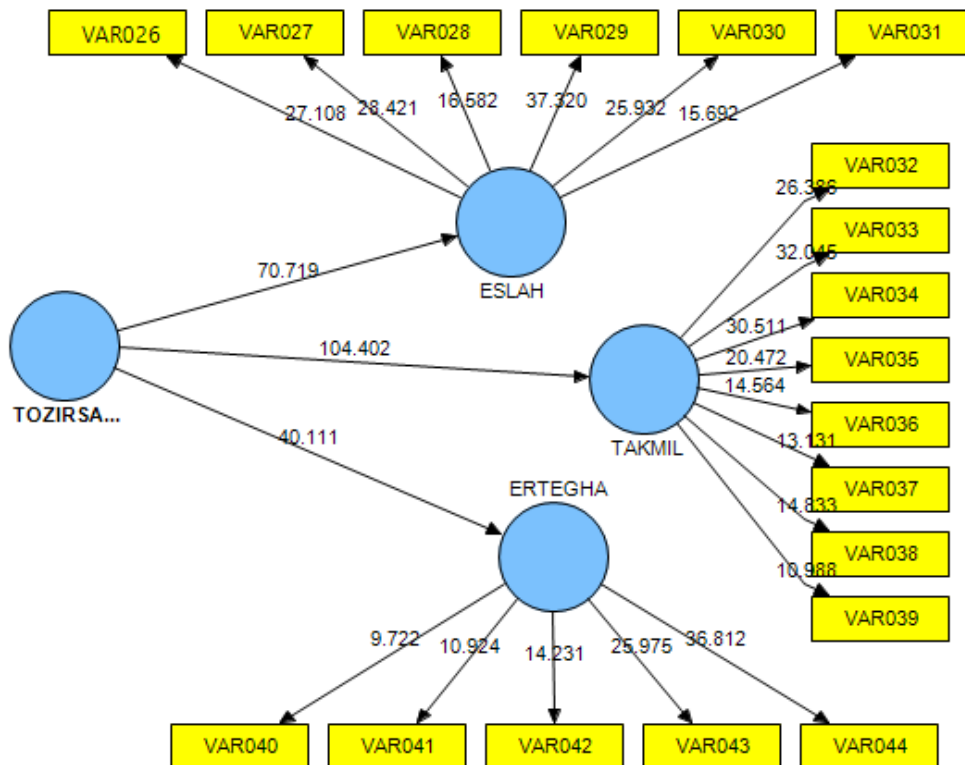 VAR026
VAR027
VAR028
VAR029
VAR030
VAR031
27.108
28.421
16.582
37.320
25.932
15.692
ESLAH
70.719
TOZIRSA...
104.402
40.111
TAKMIL
26.386
32.045
30.511
20.472
14.564
13.131
14.833
10.988
VAR032
VAR033
VAR034
VAR035
VAR036
VAR037
VAR038
VAR039
ERTEGHA
9.722
10.924
14.231
25.975
36.812
VAR040
VAR041
VAR042
VAR043
VAR044